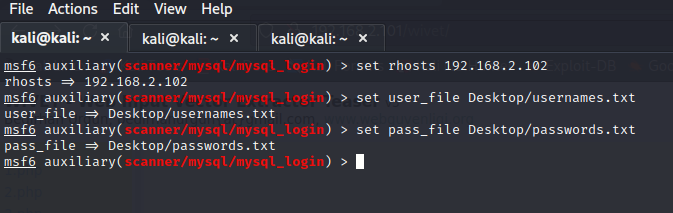 File Actions Edit View Help
kali@kali: ~ × kali@kali: ~ × kali@kali: ~ ×
msf6 auxiliary(scanner/mysql/mysql_login) > set rhosts 192.168.2.102
rhosts ⇒ 192.168.2.102
msf6 auxiliary(scanner/mysql/mysql_login) > set user_file Desktop/usernames.txt
user_file ⇒ Desktop/usernames.txt
msf6 auxiliary(scanner/mysql/mysql_login) > set pass_file Desktop/passwords.txt
pass_file ⇒ Desktop/passwords.txt
msf6 auxiliary(scanner/mysql/mysql_login) >